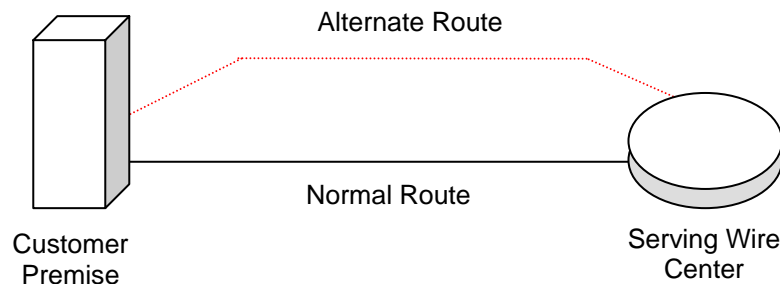 Alternate Route
Normal Route
Customer
Premise
Serving Wire
Center